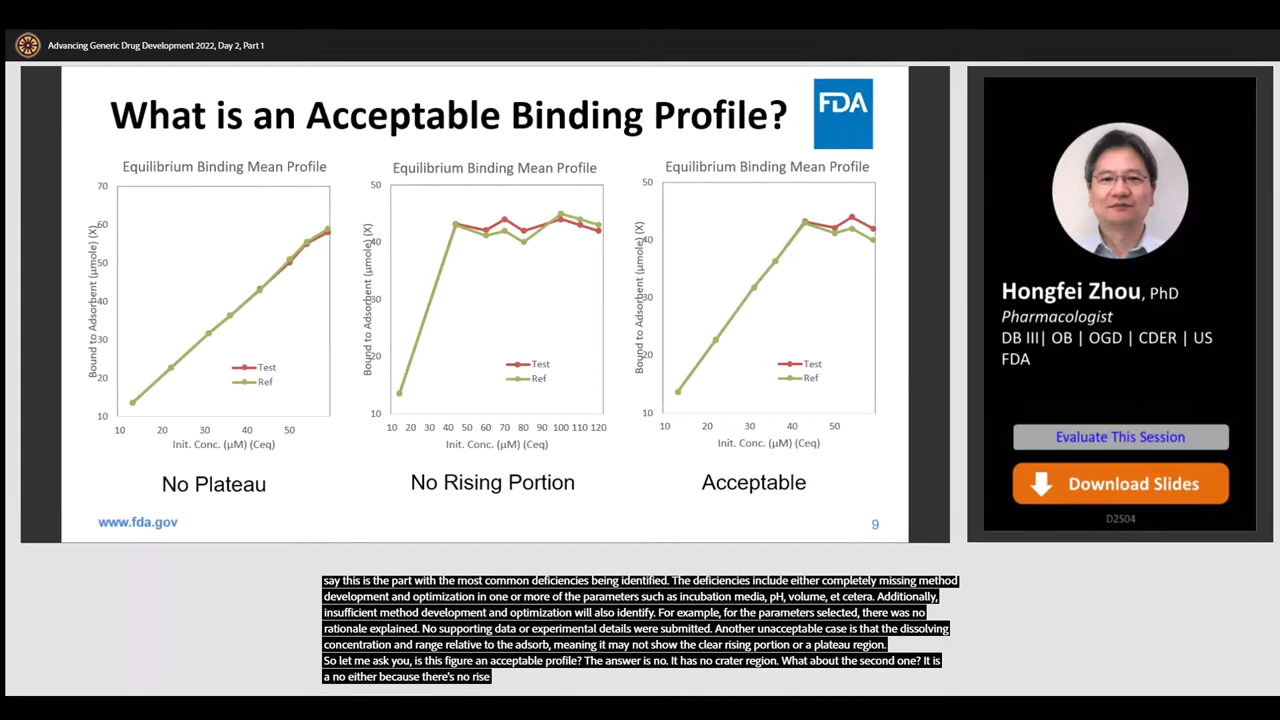 Advancing Generic Drug Development 2022, Day 2, Part 1
What is an Acceptable Binding Profile?
FDA
Equilibrium Binding Mean Profile
Bound to Adsorbent (µmole) (X)
70
60
50
40
30
20
10
10 20 30 40 50
Init. Conc. (µM) (Ceq)
Test
Ref
No Plateau
Equilibrium Binding Mean Profile
Bound to Adsorbent (µmole) (X)
50
40
30
20
10
10 20 30 40 50 60 70 80 90 100 110 120
Init. Conc. (µM) (Ceq)
Test
Ref
No Rising Portion
Equilibrium Binding Mean Profile
Bound to Adsorbent (µmole) (X)
50
40
30
20
10
10 20 30 40 50
Init. Conc. (µM) (Ceq)
Test
Ref
Acceptable
www.fda.gov
9
Hongfei Zhou, PhD
Pharmacologist
DB III| OB | OGD | CDER | US
FDA
Evaluate This Session
Download Slides
D2S04
say this is the part with the most common deficiencies being identified. The deficiencies include either completely missing method
development and optimization in one or more of the parameters such as incubation media, pH, volume, et cetera. Additionally,
insufficient method development and optimization will also identify. For example, for the parameters selected, there was no
rationale explained. No supporting data or experimental details were submitted. Another unacceptable case is that the dissolving
concentration and range relative to the adsorb, meaning it may not show the clear rising portion or a plateau region.
So let me ask you, is this figure an acceptable profile? The answer is no. It has no crater region. What about the second one? It is
a no either because there's no rise